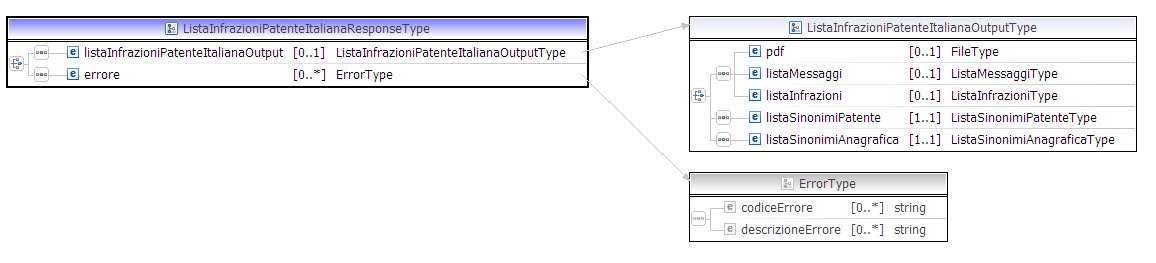 ListaInfrazioniPatenteItalianaResponseType
e listaInfrazioniPatenteItalianaOutput [0..1] ListaInfrazioniPatenteItalianaOutputType
e errore [0..*] ErrorType
ListaInfrazioniPatenteItalianaOutputType
e pdf [0..1] FileType
e listaMessaggi [0..1] ListaMessaggiType
e listaInfrazioni [0..1] ListaInfrazioniType
e listaSinonimiPatente [1..1] ListaSinonimiPatenteType
e listaSinonimiAnagrafica [1..1] ListaSinonimiAnagraficaType
ErrorType
e codiceErrore [0..*] string
e descrizioneErrore [0..*] string